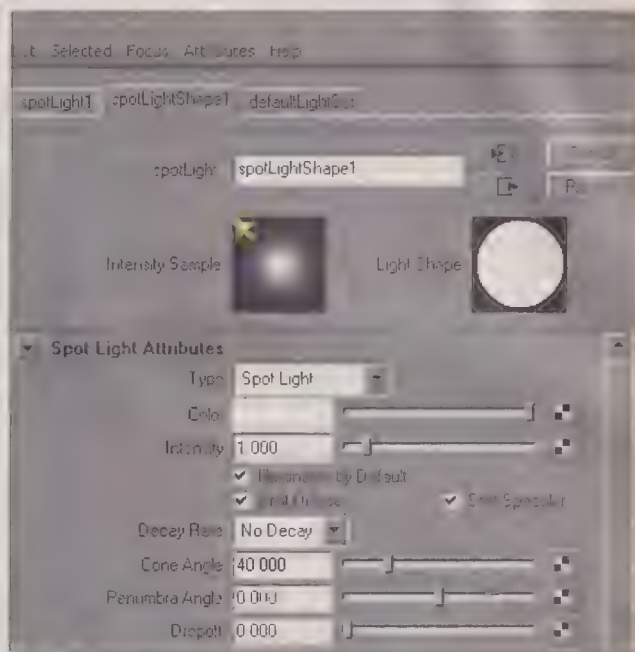 Selected Focus Attributes Help
spotLight1 spotLightShape1
spotLight: spotLightShape1
Intensity Sample Light Shape
Spot Light Attributes
Type Spot Light
Color
Intensity 1.000
Illuminates by Default
Emit Diffuse Emit Specular
Decay Rate No Decay
Cone Angle 40.000
Penumbra Angle 0.000
Dropoff 0.000